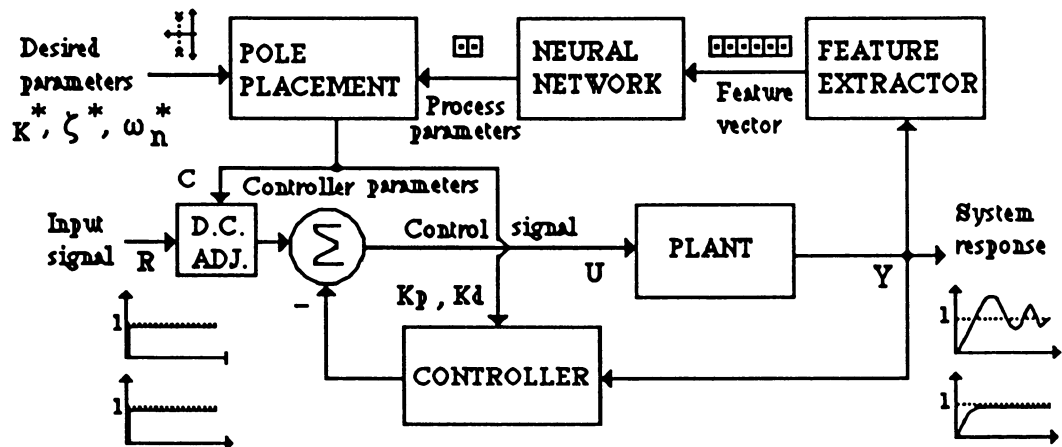 Desired
parameters
K*, ζ*, ωn*
POLE
PLACEMENT
NEURAL
NETWORK
FEATURE
EXTRACTOR
Process
parameters
Feature
vector
C
Controller parameters
Input
signal
R
D.C.
ADJ.
Σ
-
Control signal
U
PLANT
Y
System
response
Kp , Kd
CONTROLLER
1
1
1
1